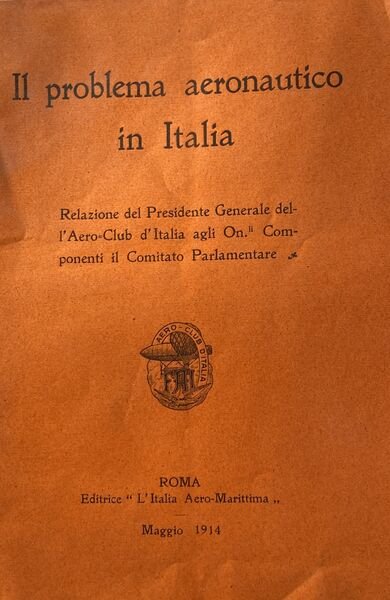 Il problema aeronautico
in Italia
Relazione del Presidente Generale del-
l'Aero-Club d'Italia agli On.li Com-
ponenti il Comitato Parlamentare
AERO-CLUB D'ITALIA
ROMA
Editrice " L'Italia Aero-Marittima „
Maggio 1914